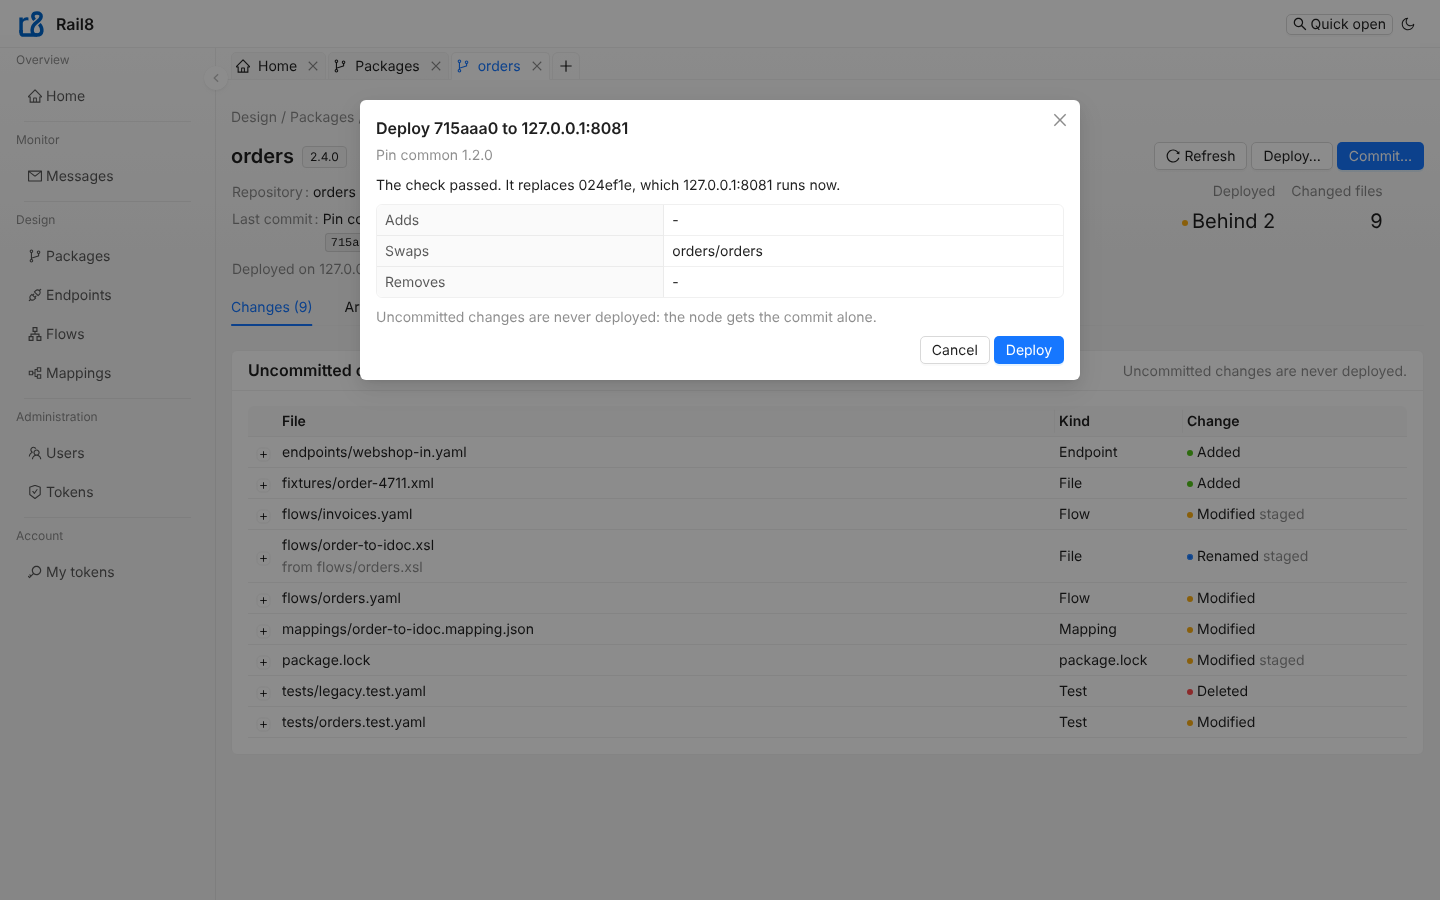 r8 Rail8
Quick open
Overview
Home
Monitor
Messages
Design
Packages
Endpoints
Flows
Mappings
Administration
Users
Tokens
Account
My tokens
Home Packages orders
Design / Packages
orders 2.4.0
Refresh Deploy... Commit...
Repository: orders
Deployed Changed files
Last commit: Pin
Behind 2 9
Deployed on
Changes (9)
Deploy 715aaa0 to 127.0.0.1:8081
Pin common 1.2.0
The check passed. It replaces 024ef1e, which 127.0.0.1:8081 runs now.
Adds -
Swaps orders/orders
Removes -
Uncommitted changes are never deployed: the node gets the commit alone.
Cancel Deploy
Uncommitted
Uncommitted changes are never deployed.
File Kind Change
+ endpoints/webshop-in.yaml Endpoint Added
+ fixtures/order-4711.xml File Added
+ flows/invoices.yaml Flow Modified staged
+ flows/order-to-idoc.xsl File Renamed staged
from flows/orders.xsl
+ flows/orders.yaml Flow Modified
+ mappings/order-to-idoc.mapping.json Mapping Modified
+ package.lock package.lock Modified staged
+ tests/legacy.test.yaml Test Deleted
+ tests/orders.test.yaml Test Modified